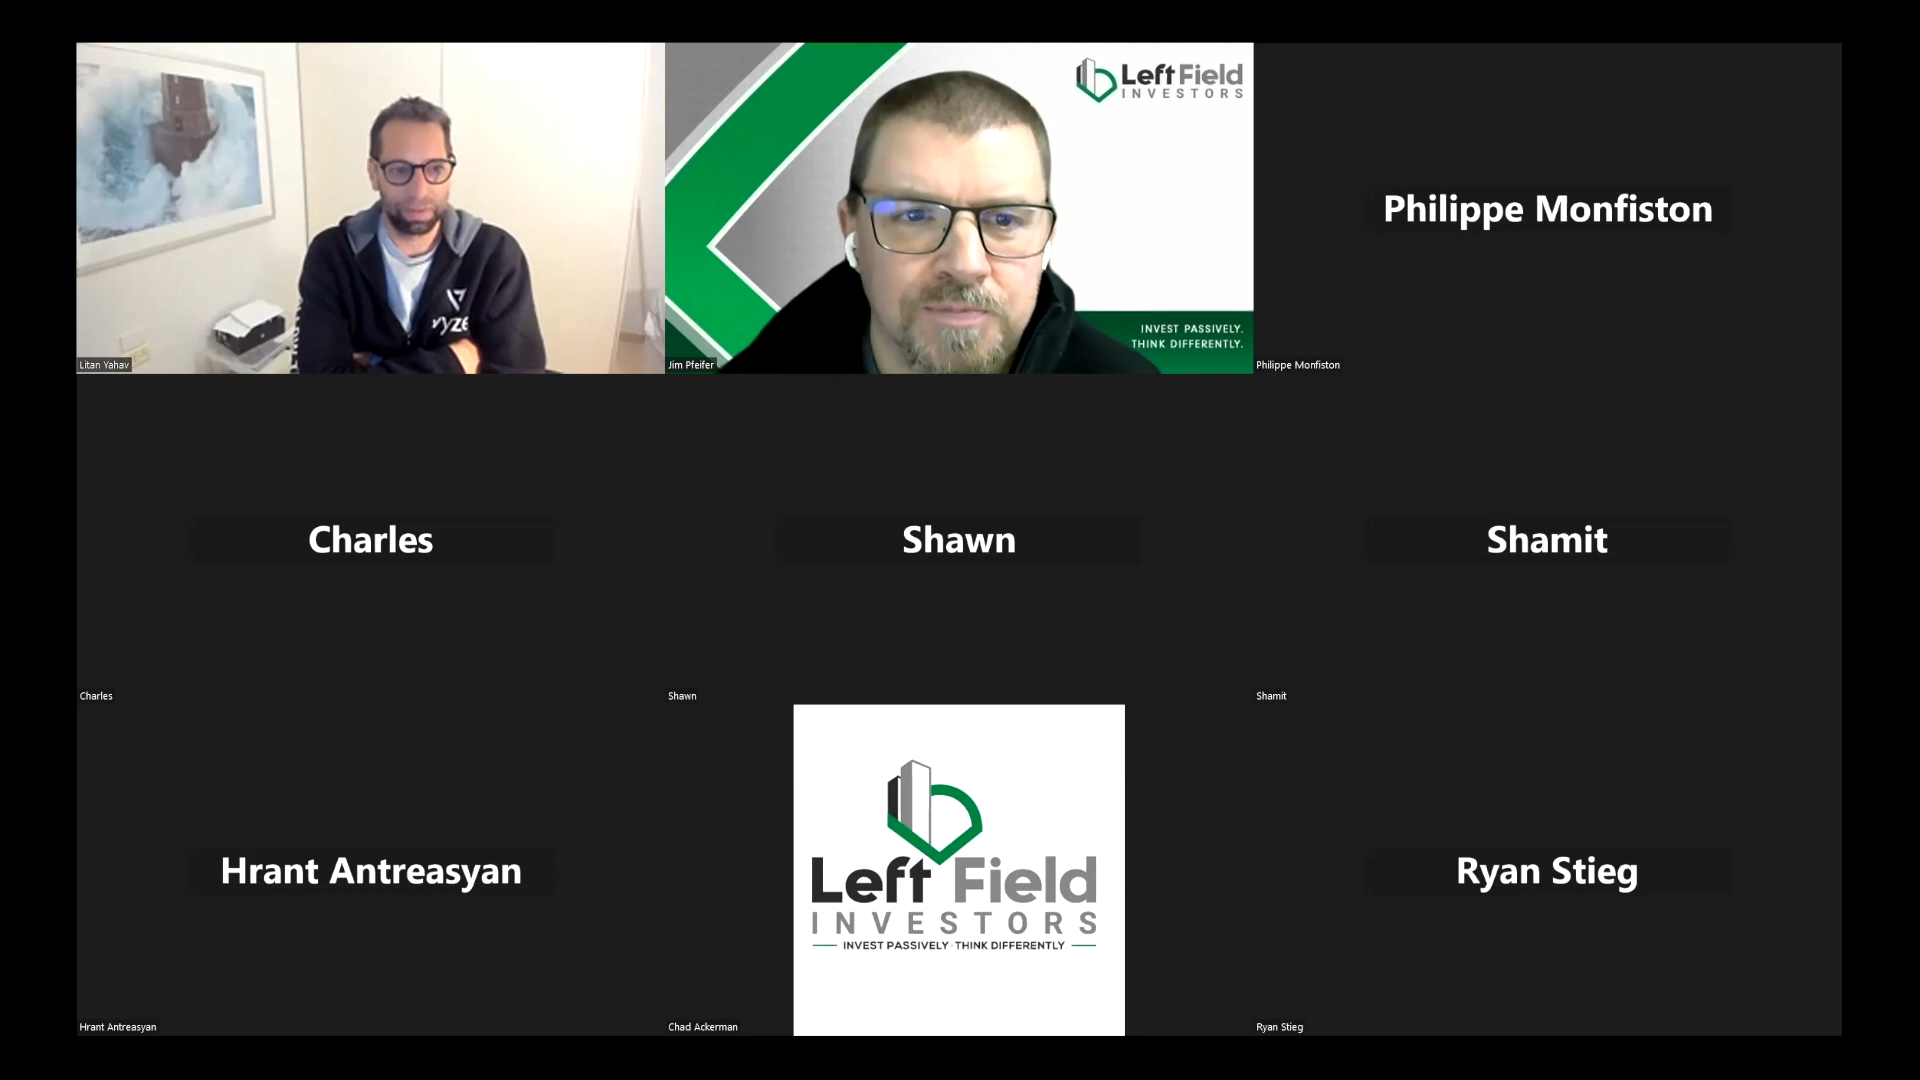 Left Field
INVESTORS
INVEST PASSIVELY.
THINK DIFFERENTLY.
Litan Yahav
Jim Pfeifer
Philippe Monfiston
Philippe Monfiston
Charles
Shawn
Shamit
Charles
Shawn
Shamit
Hrant Antreasyan
Left Field
INVESTORS
INVEST PASSIVELY · THINK DIFFERENTLY
Ryan Stieg
Hrant Antreasyan
Chad Ackerman
Ryan Stieg